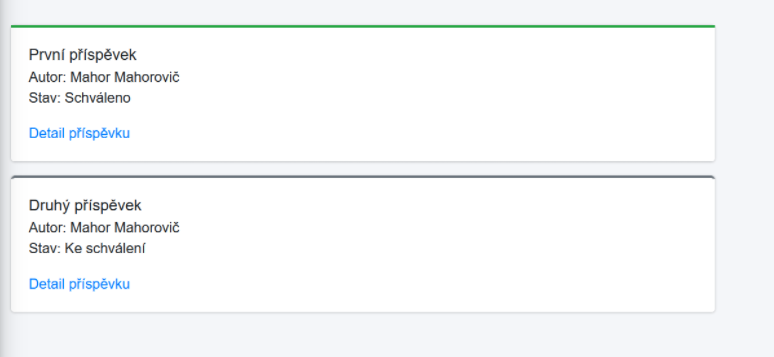 První příspěvek
Autor: Mahor Mahorovič
Stav: Schváleno
Detail příspěvku
Druhý příspěvek
Autor: Mahor Mahorovič
Stav: Ke schválení
Detail příspěvku